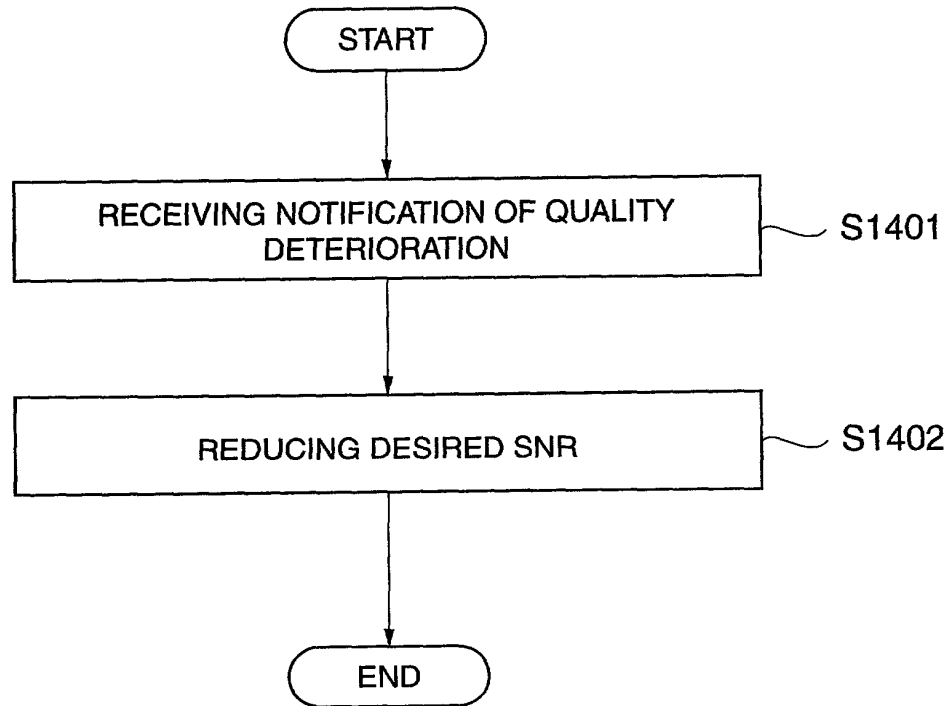 START
RECEIVING NOTIFICATION OF QUALITY
DETERIORATION
S1401
REDUCING DESIRED SNR
S1402
END